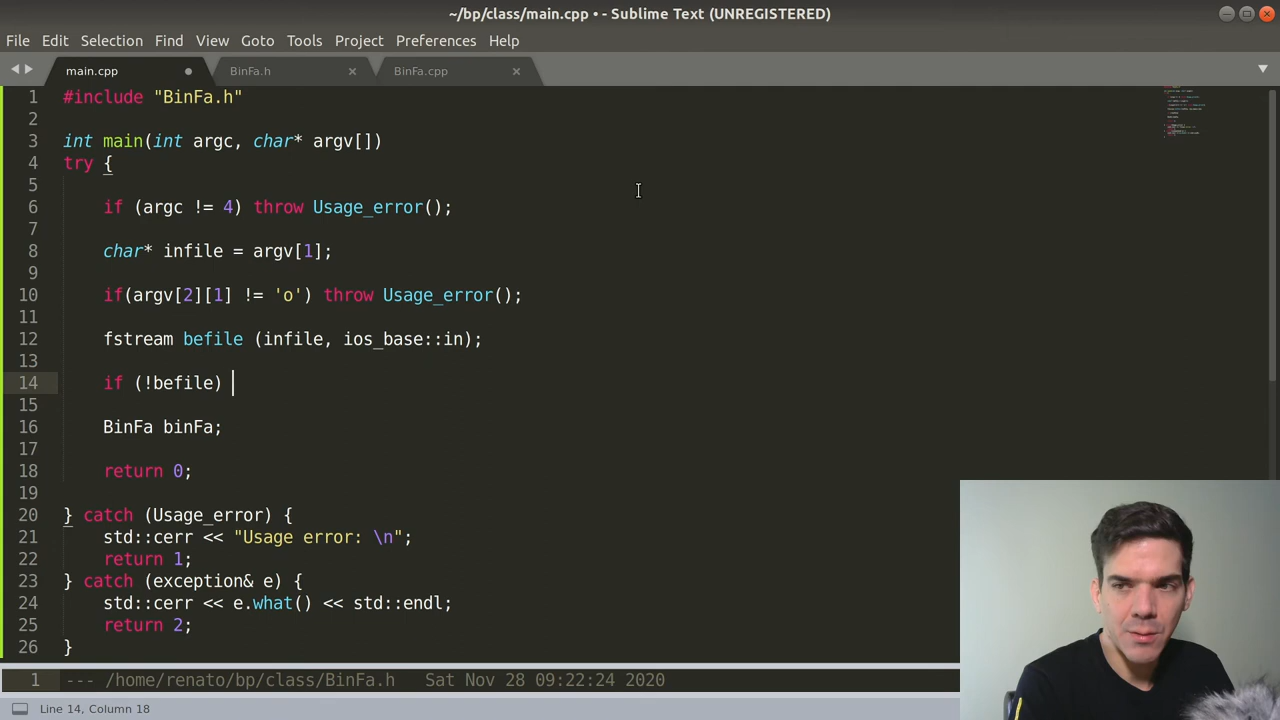 ~/bp/class/main.cpp • - Sublime Text (UNREGISTERED)
File Edit Selection Find View Goto Tools Project Preferences Help
main.cpp BinFa.h BinFa.cpp
1 #include "BinFa.h"
2
3 int main(int argc, char* argv[])
4 try {
5
6 if (argc != 4) throw Usage_error();
7
8 char* infile = argv[1];
9
10 if(argv[2][1] != 'o') throw Usage_error();
11
12 fstream befile (infile, ios_base::in);
13
14 if (!befile)
15
16 BinFa binFa;
17
18 return 0;
19
20 } catch (Usage_error) {
21 std::cerr << "Usage error: \n";
22 return 1;
23 } catch (exception& e) {
24 std::cerr << e.what() << std::endl;
25 return 2;
26 }
1 --- /home/renato/bp/class/BinFa.h Sat Nov 28 09:22:24 2020
Line 14, Column 18